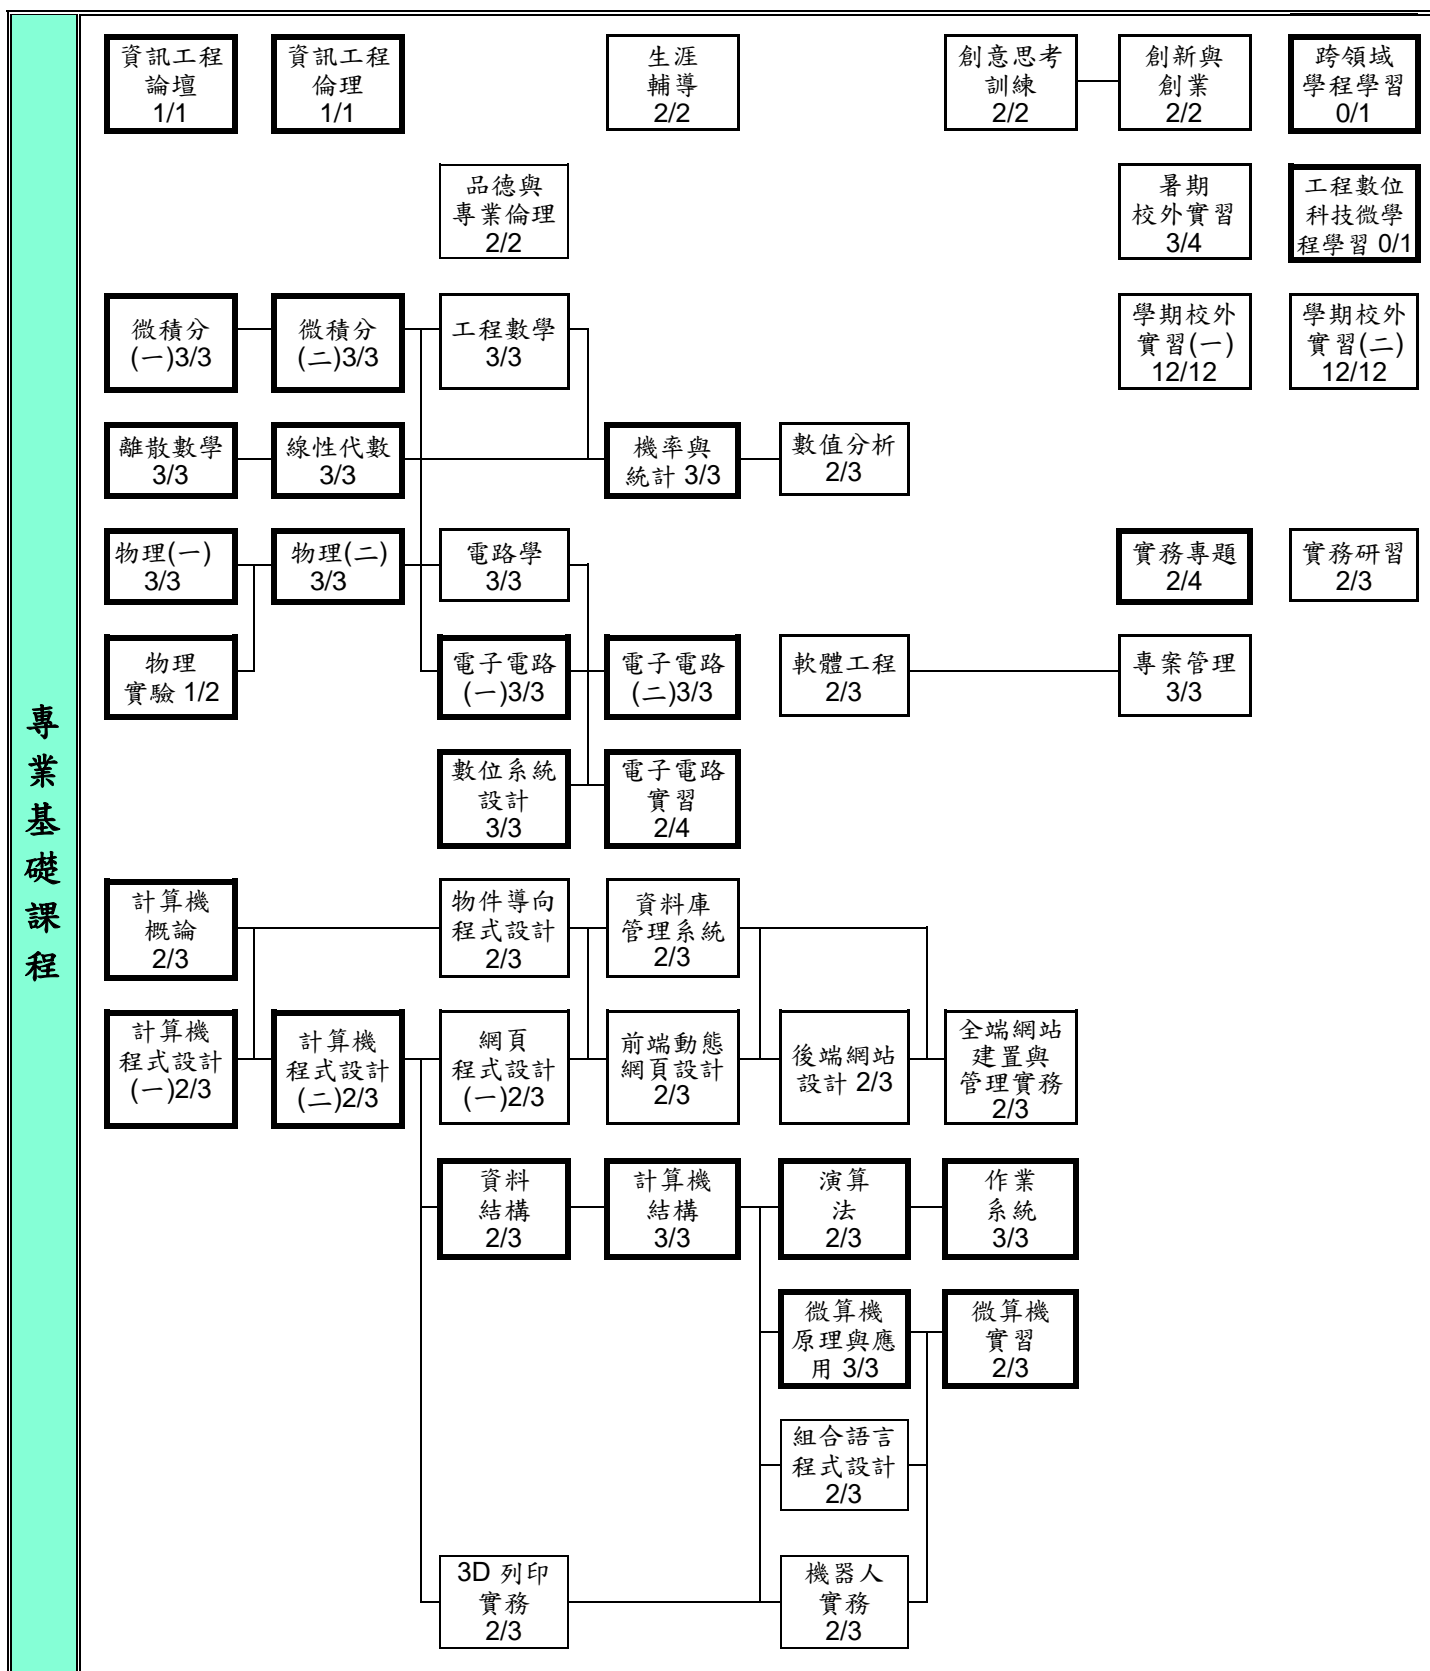 專業基礎課程
資訊工程
論壇
1/1
資訊工程
倫理
1/1
生涯
輔導
2/2
創意思考
訓練
2/2
創新與
創業
2/2
跨領域
學程學習
0/1
品德與
專業倫理
2/2
暑期
校外實習
3/4
工程數位
科技微學
程學習 0/1
微積分
(一)3/3
微積分
(二)3/3
工程數學
3/3
學期校外
實習(一)
12/12
學期校外
實習(二)
12/12
離散數學
3/3
線性代數
3/3
機率與
統計 3/3
數值分析
2/3
物理(一)
3/3
物理(二)
3/3
電路學
3/3
實務專題
2/4
實務研習
2/3
物理
實驗 1/2
電子電路
(一)3/3
電子電路
(二)3/3
軟體工程
2/3
專案管理
3/3
數位系統
設計
3/3
電子電路
實習
2/4
計算機
概論
2/3
物件導向
程式設計
2/3
資料庫
管理系統
2/3
計算機
程式設計
(一)2/3
計算機
程式設計
(二)2/3
網頁
程式設計
(一)2/3
前端動態
網頁設計
2/3
後端網站
設計 2/3
全端網站
建置與
管理實務
2/3
資料
結構
2/3
計算機
結構
3/3
演算
法
2/3
作業
系統
3/3
微算機
原理與應
用 3/3
微算機
實習
2/3
組合語言
程式設計
2/3
3D 列印
實務
2/3
機器人
實務
2/3